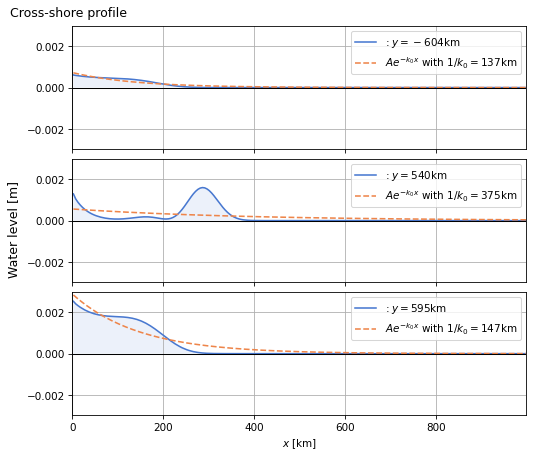 Cross-shore profile
0.002
0.000
−0.002
: y = − 604km
Ae^{−k₀x} with 1/k₀ = 137km
Water level [m]
0.002
0.000
−0.002
: y = 540km
Ae^{−k₀x} with 1/k₀ = 375km
0.002
0.000
−0.002
: y = 595km
Ae^{−k₀x} with 1/k₀ = 147km
0 200 400 600 800
x [km]